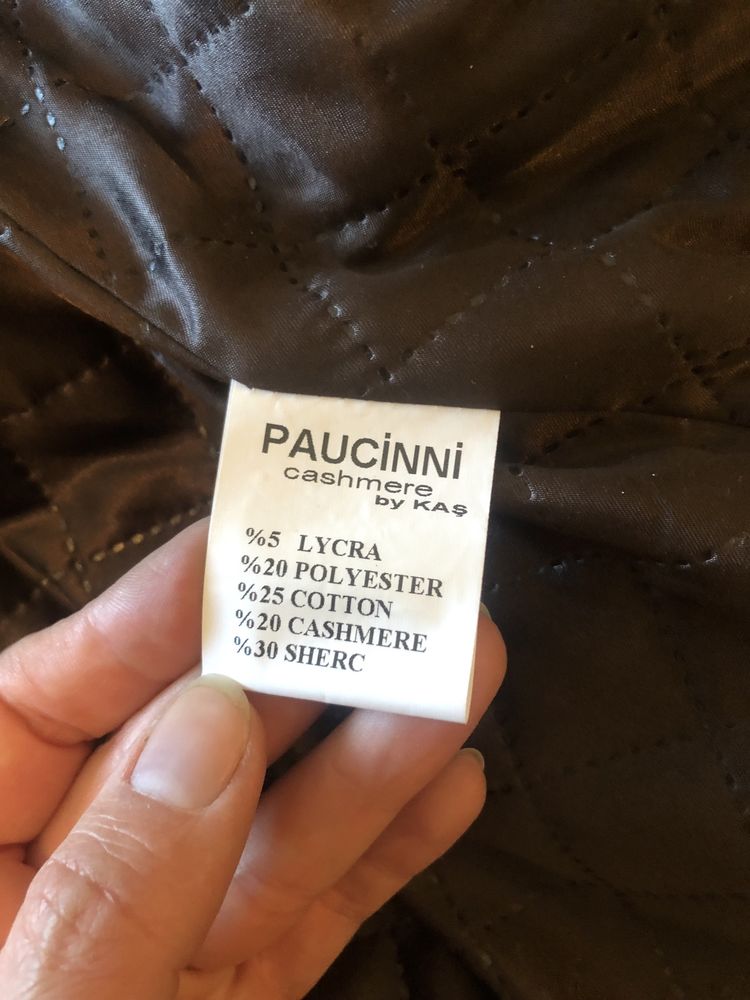 PAUCİNNİ
cashmere
by KAŞ
%5 LYCRA
%20 POLYESTER
%25 COTTON
%20 CASHMERE
%30 SHERC